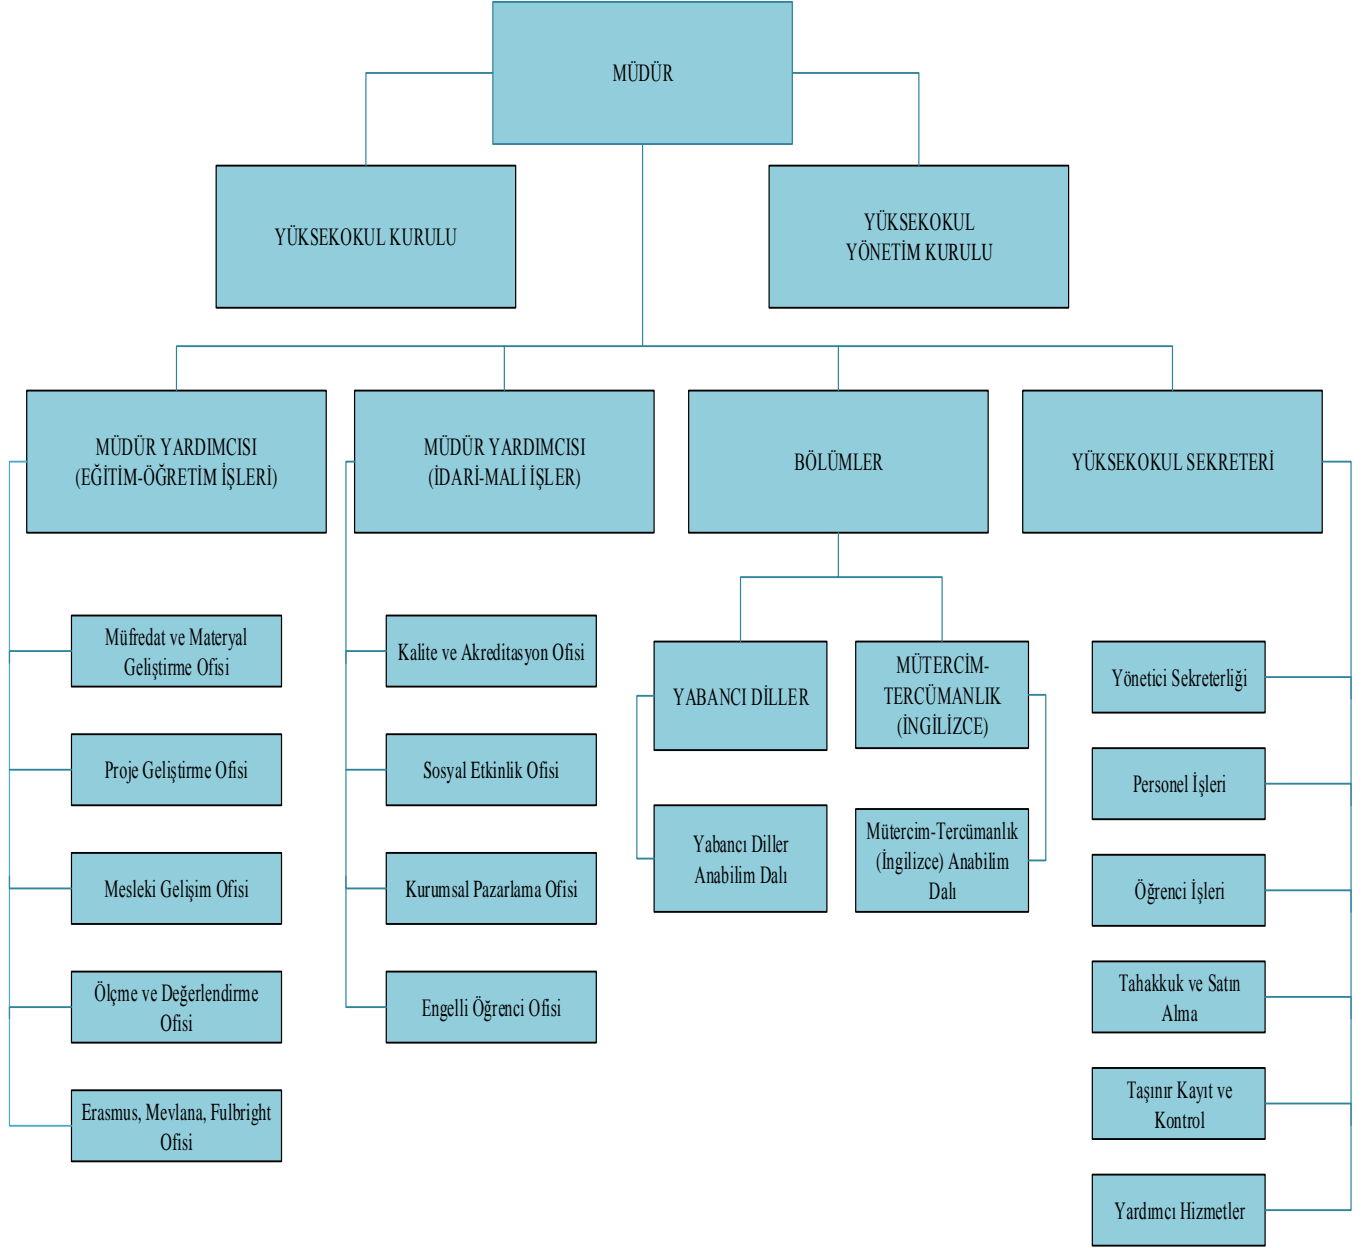 MÜDÜR
YÜKSEKOKUL KURULU
YÜKSEKOKUL
YÖNETİM KURULU
MÜDÜR YARDIMCISI
(EĞİTİM-ÖĞRETİM İŞLERİ)
MÜDÜR YARDIMCISI
(İDARİ-MALİ İŞLER)
BÖLÜMLER
YÜKSEKOKUL SEKRETERİ
Müfredat ve Materyal
Geliştirme Ofisi
Proje Geliştirme Ofisi
Mesleki Gelişim Ofisi
Ölçme ve Değerlendirme
Ofisi
Erasmus, Mevlana, Fulbright
Ofisi
Kalite ve Akreditasyon Ofisi
Sosyal Etkinlik Ofisi
Kurumsal Pazarlama Ofisi
Engelli Öğrenci Ofisi
YABANCI DİLLER
Yabancı Diller
Anabilim Dalı
MÜTERCİM-
TERCÜMANLIK
(İNGİLİZCE)
Mütercim-Tercümanlık
(İngilizce) Anabilim
Dalı
Yönetici Sekreterliği
Personel İşleri
Öğrenci İşleri
Tahakkuk ve Satın
Alma
Taşınır Kayıt ve
Kontrol
Yardımcı Hizmetler